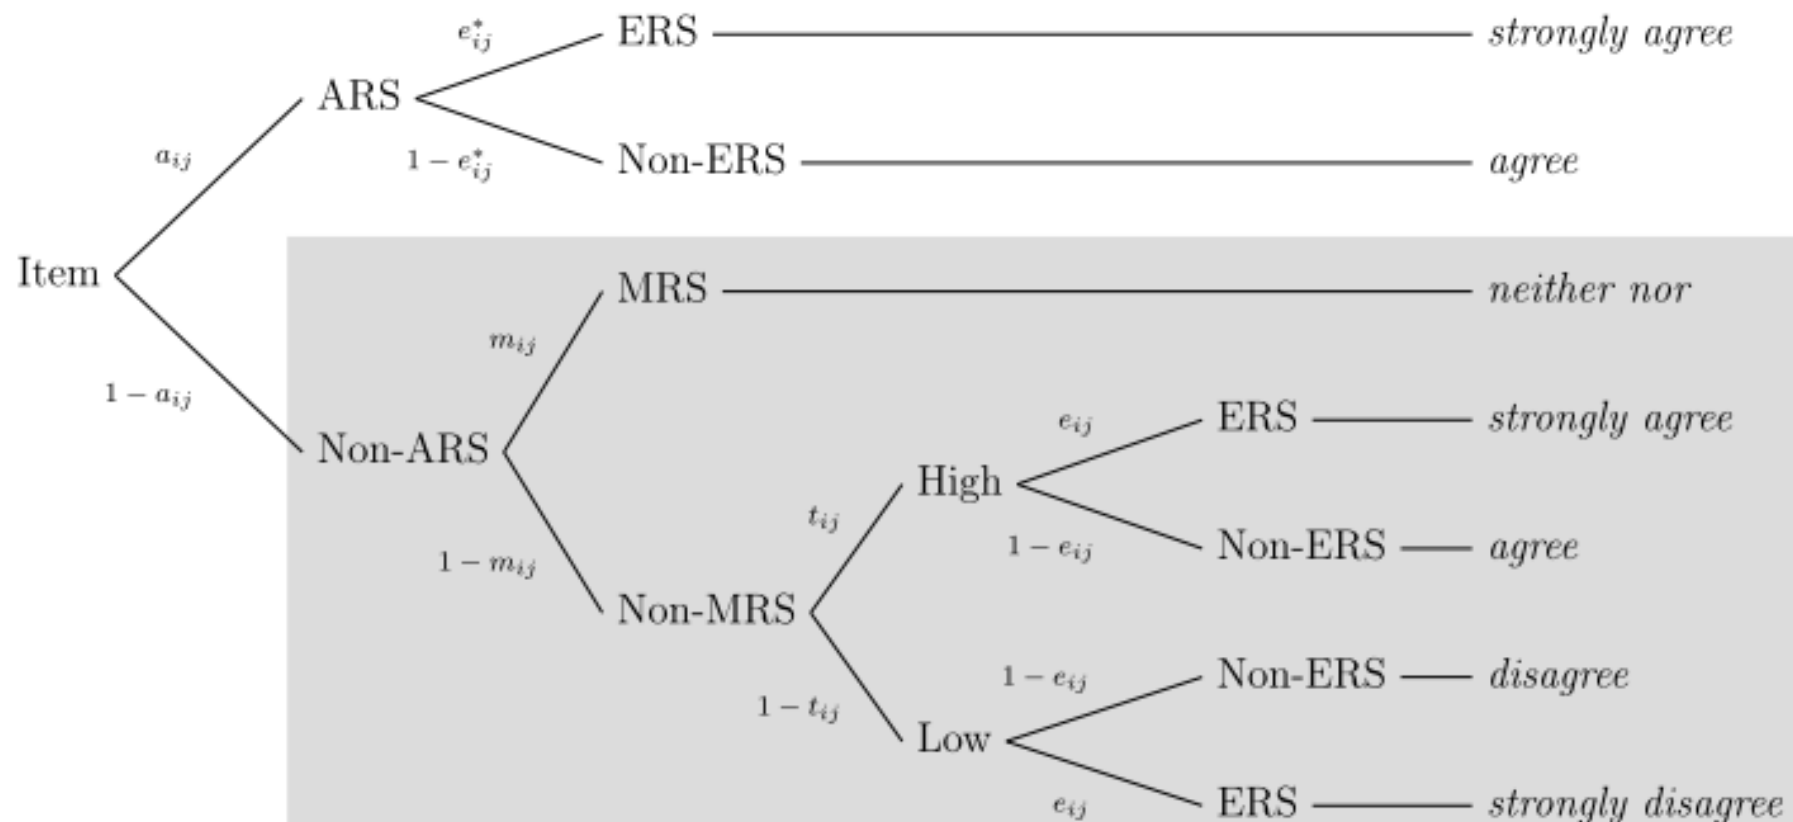 e*ij ERS strongly agree
ARS
aij 1 − e*ij Non-ERS agree
Item MRS neither nor
mij
1 − aij eij ERS strongly agree
Non-ARS High
tij
1 − mij 1 − eij Non-ERS agree
Non-MRS
1 − eij Non-ERS disagree
1 − tij Low
eij ERS strongly disagree